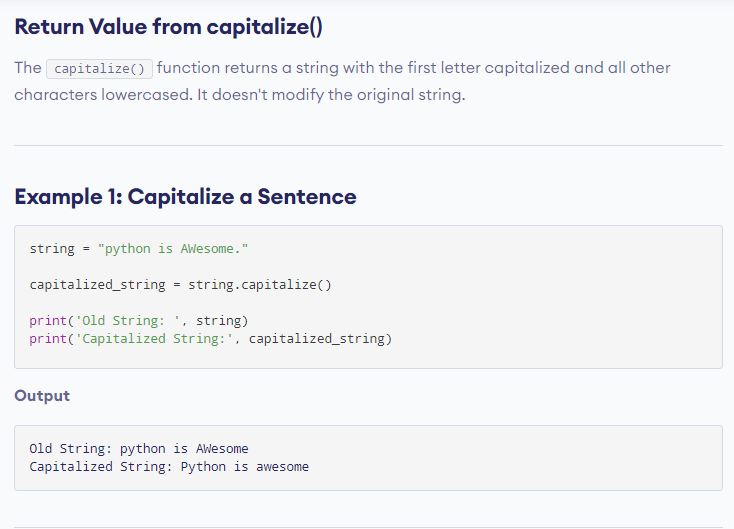 Return Value from capitalize()
The capitalize() function returns a string with the first letter capitalized and all other
characters lowercased. It doesn't modify the original string.
Example 1: Capitalize a Sentence
string = "python is AWesome."
capitalized_string = string.capitalize()
print('Old String: ', string)
print('Capitalized String:', capitalized_string)
Output
Old String: python is AWesome
Capitalized String: Python is awesome